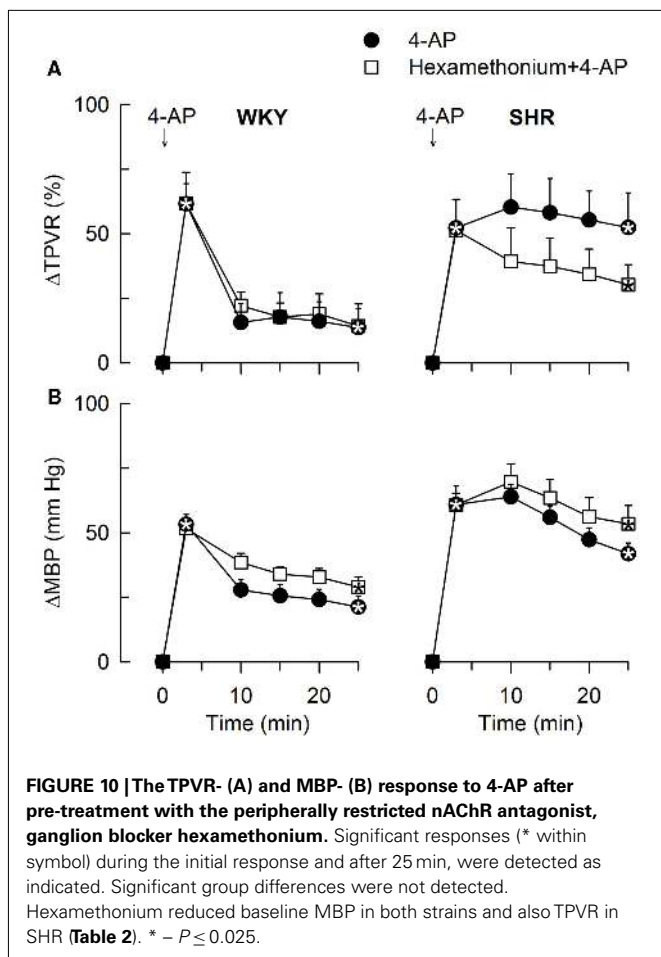 4-AP
Hexamethonium+4-AP
A
4-AP WKY
4-AP SHR
100
50
0
ΔTPVR (%)
B
100
50
0
ΔMBP (mm Hg)
0 10 20
Time (min)
0 10 20
Time (min)
FIGURE 10 | The TPVR- (A) and MBP- (B) response to 4-AP after
pre-treatment with the peripherally restricted nAChR antagonist,
ganglion blocker hexamethonium. Significant responses (* within
symbol) during the initial response and after 25 min, were detected as
indicated. Significant group differences were not detected.
Hexamethonium reduced baseline MBP in both strains and also TPVR in
SHR (Table 2). * – P ≤ 0.025.